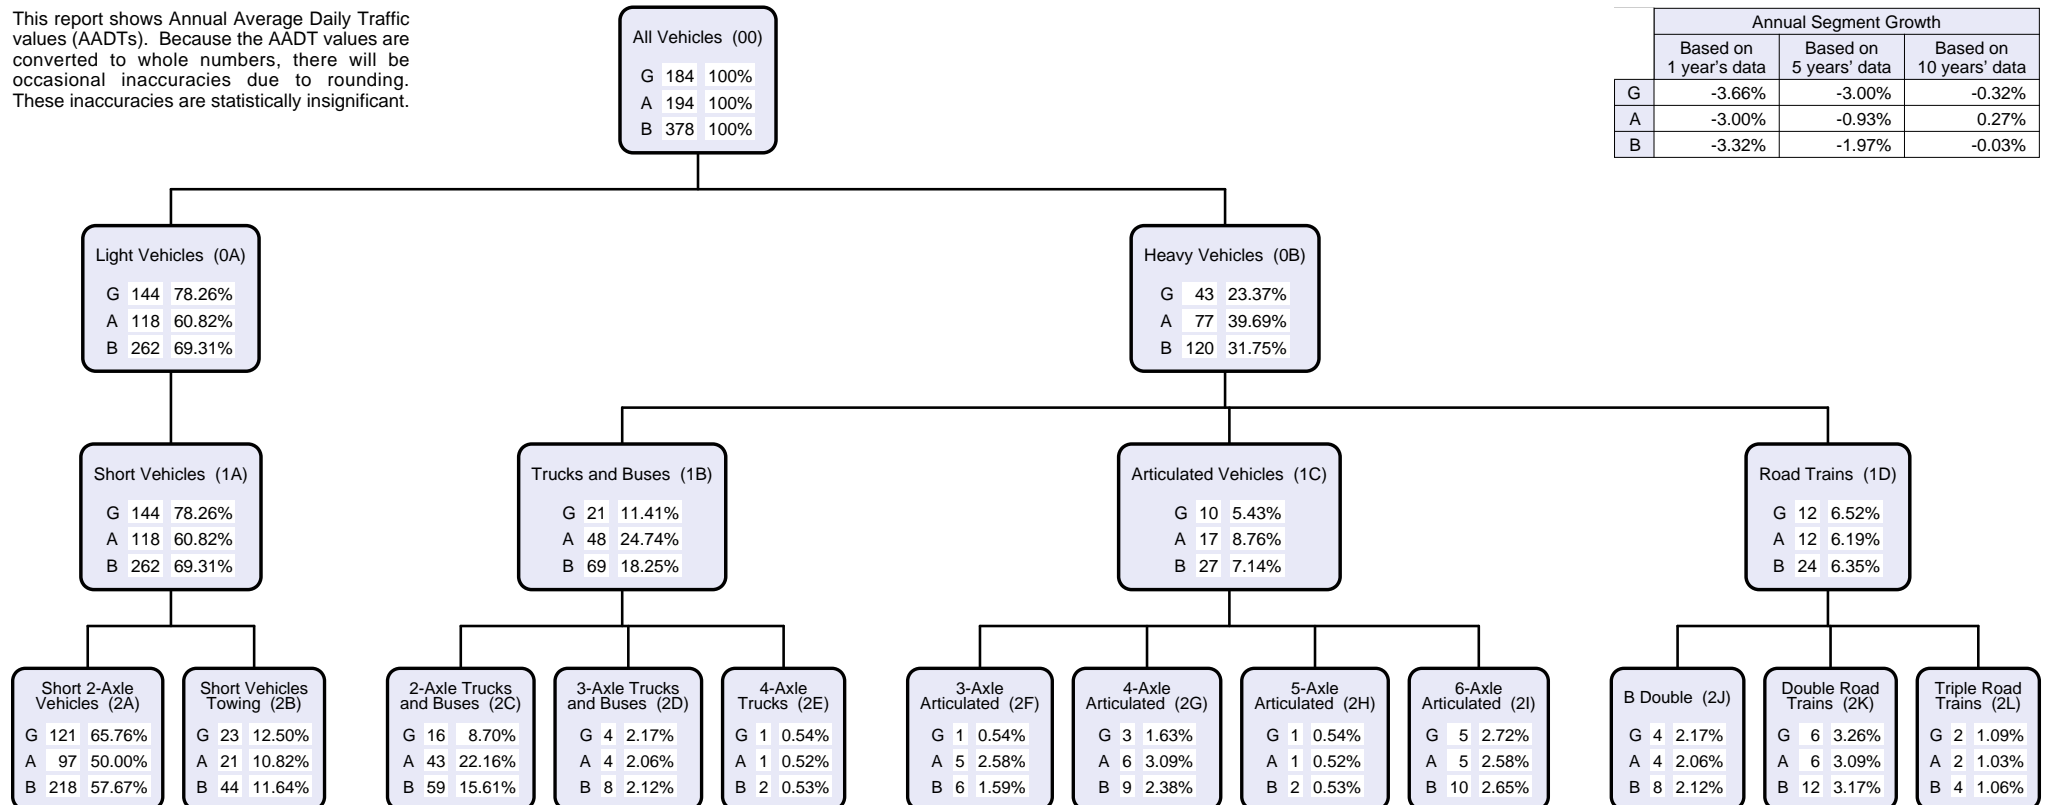 This report shows Annual Average Daily Traffic
values (AADTs). Because the AADT values are
converted to whole numbers, there will be
occasional inaccuracies due to rounding.
These inaccuracies are statistically insignificant.
All Vehicles (00)
G 184 100%
A 194 100%
B 378 100%
Annual Segment Growth
Based on 1 year's data
Based on 5 years' data
Based on 10 years' data
G -3.66% -3.00% -0.32%
A -3.00% -0.93% 0.27%
B -3.32% -1.97% -0.03%
Light Vehicles (0A)
G 144 78.26%
A 118 60.82%
B 262 69.31%
Heavy Vehicles (0B)
G 43 23.37%
A 77 39.69%
B 120 31.75%
Short Vehicles (1A)
G 144 78.26%
A 118 60.82%
B 262 69.31%
Trucks and Buses (1B)
G 21 11.41%
A 48 24.74%
B 69 18.25%
Articulated Vehicles (1C)
G 10 5.43%
A 17 8.76%
B 27 7.14%
Road Trains (1D)
G 12 6.52%
A 12 6.19%
B 24 6.35%
Short 2-Axle
Vehicles (2A)
G 121 65.76%
A 97 50.00%
B 218 57.67%
Short Vehicles
Towing (2B)
G 23 12.50%
A 21 10.82%
B 44 11.64%
2-Axle Trucks
and Buses (2C)
G 16 8.70%
A 43 22.16%
B 59 15.61%
3-Axle Trucks
and Buses (2D)
G 4 2.17%
A 4 2.06%
B 8 2.12%
4-Axle
Trucks (2E)
G 1 0.54%
A 1 0.52%
B 2 0.53%
3-Axle
Articulated (2F)
G 1 0.54%
A 5 2.58%
B 6 1.59%
4-Axle
Articulated (2G)
G 3 1.63%
A 6 3.09%
B 9 2.38%
5-Axle
Articulated (2H)
G 1 0.54%
A 1 0.52%
B 2 0.53%
6-Axle
Articulated (2I)
G 5 2.72%
A 5 2.58%
B 10 2.65%
B Double (2J)
G 4 2.17%
A 4 2.06%
B 8 2.12%
Double Road
Trains (2K)
G 6 3.26%
A 6 3.09%
B 12 3.17%
Triple Road
Trains (2L)
G 2 1.09%
A 2 1.03%
B 4 1.06%